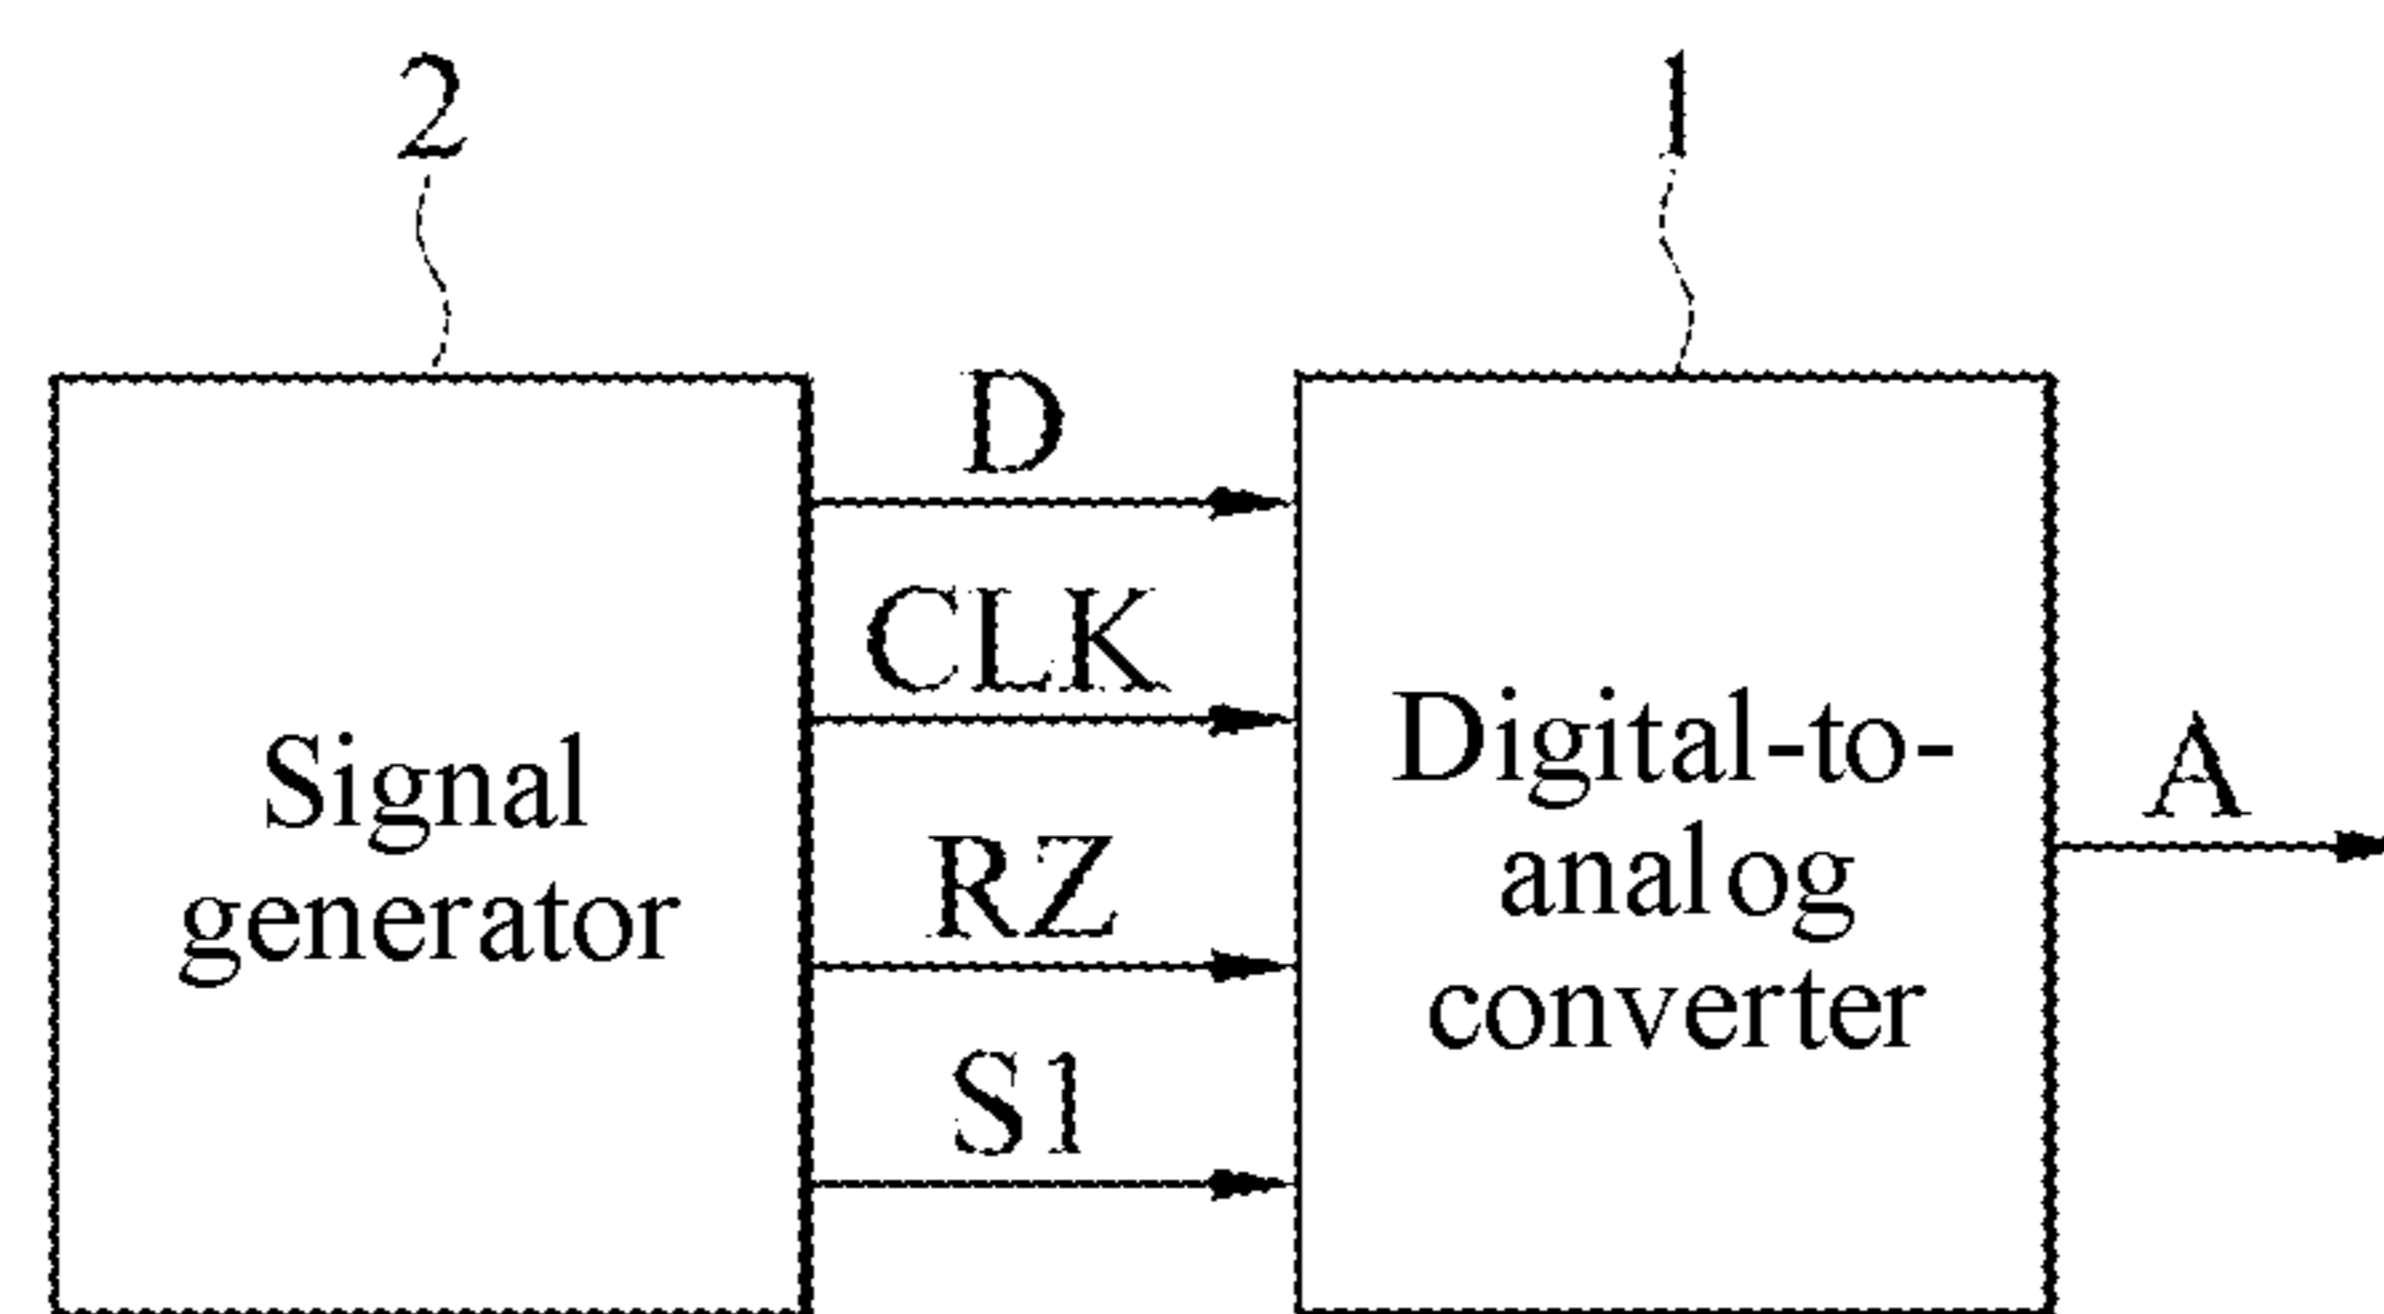 2
1
D
CLK
RZ
S1
Signal
generator
Digital-to-
analog
converter
A